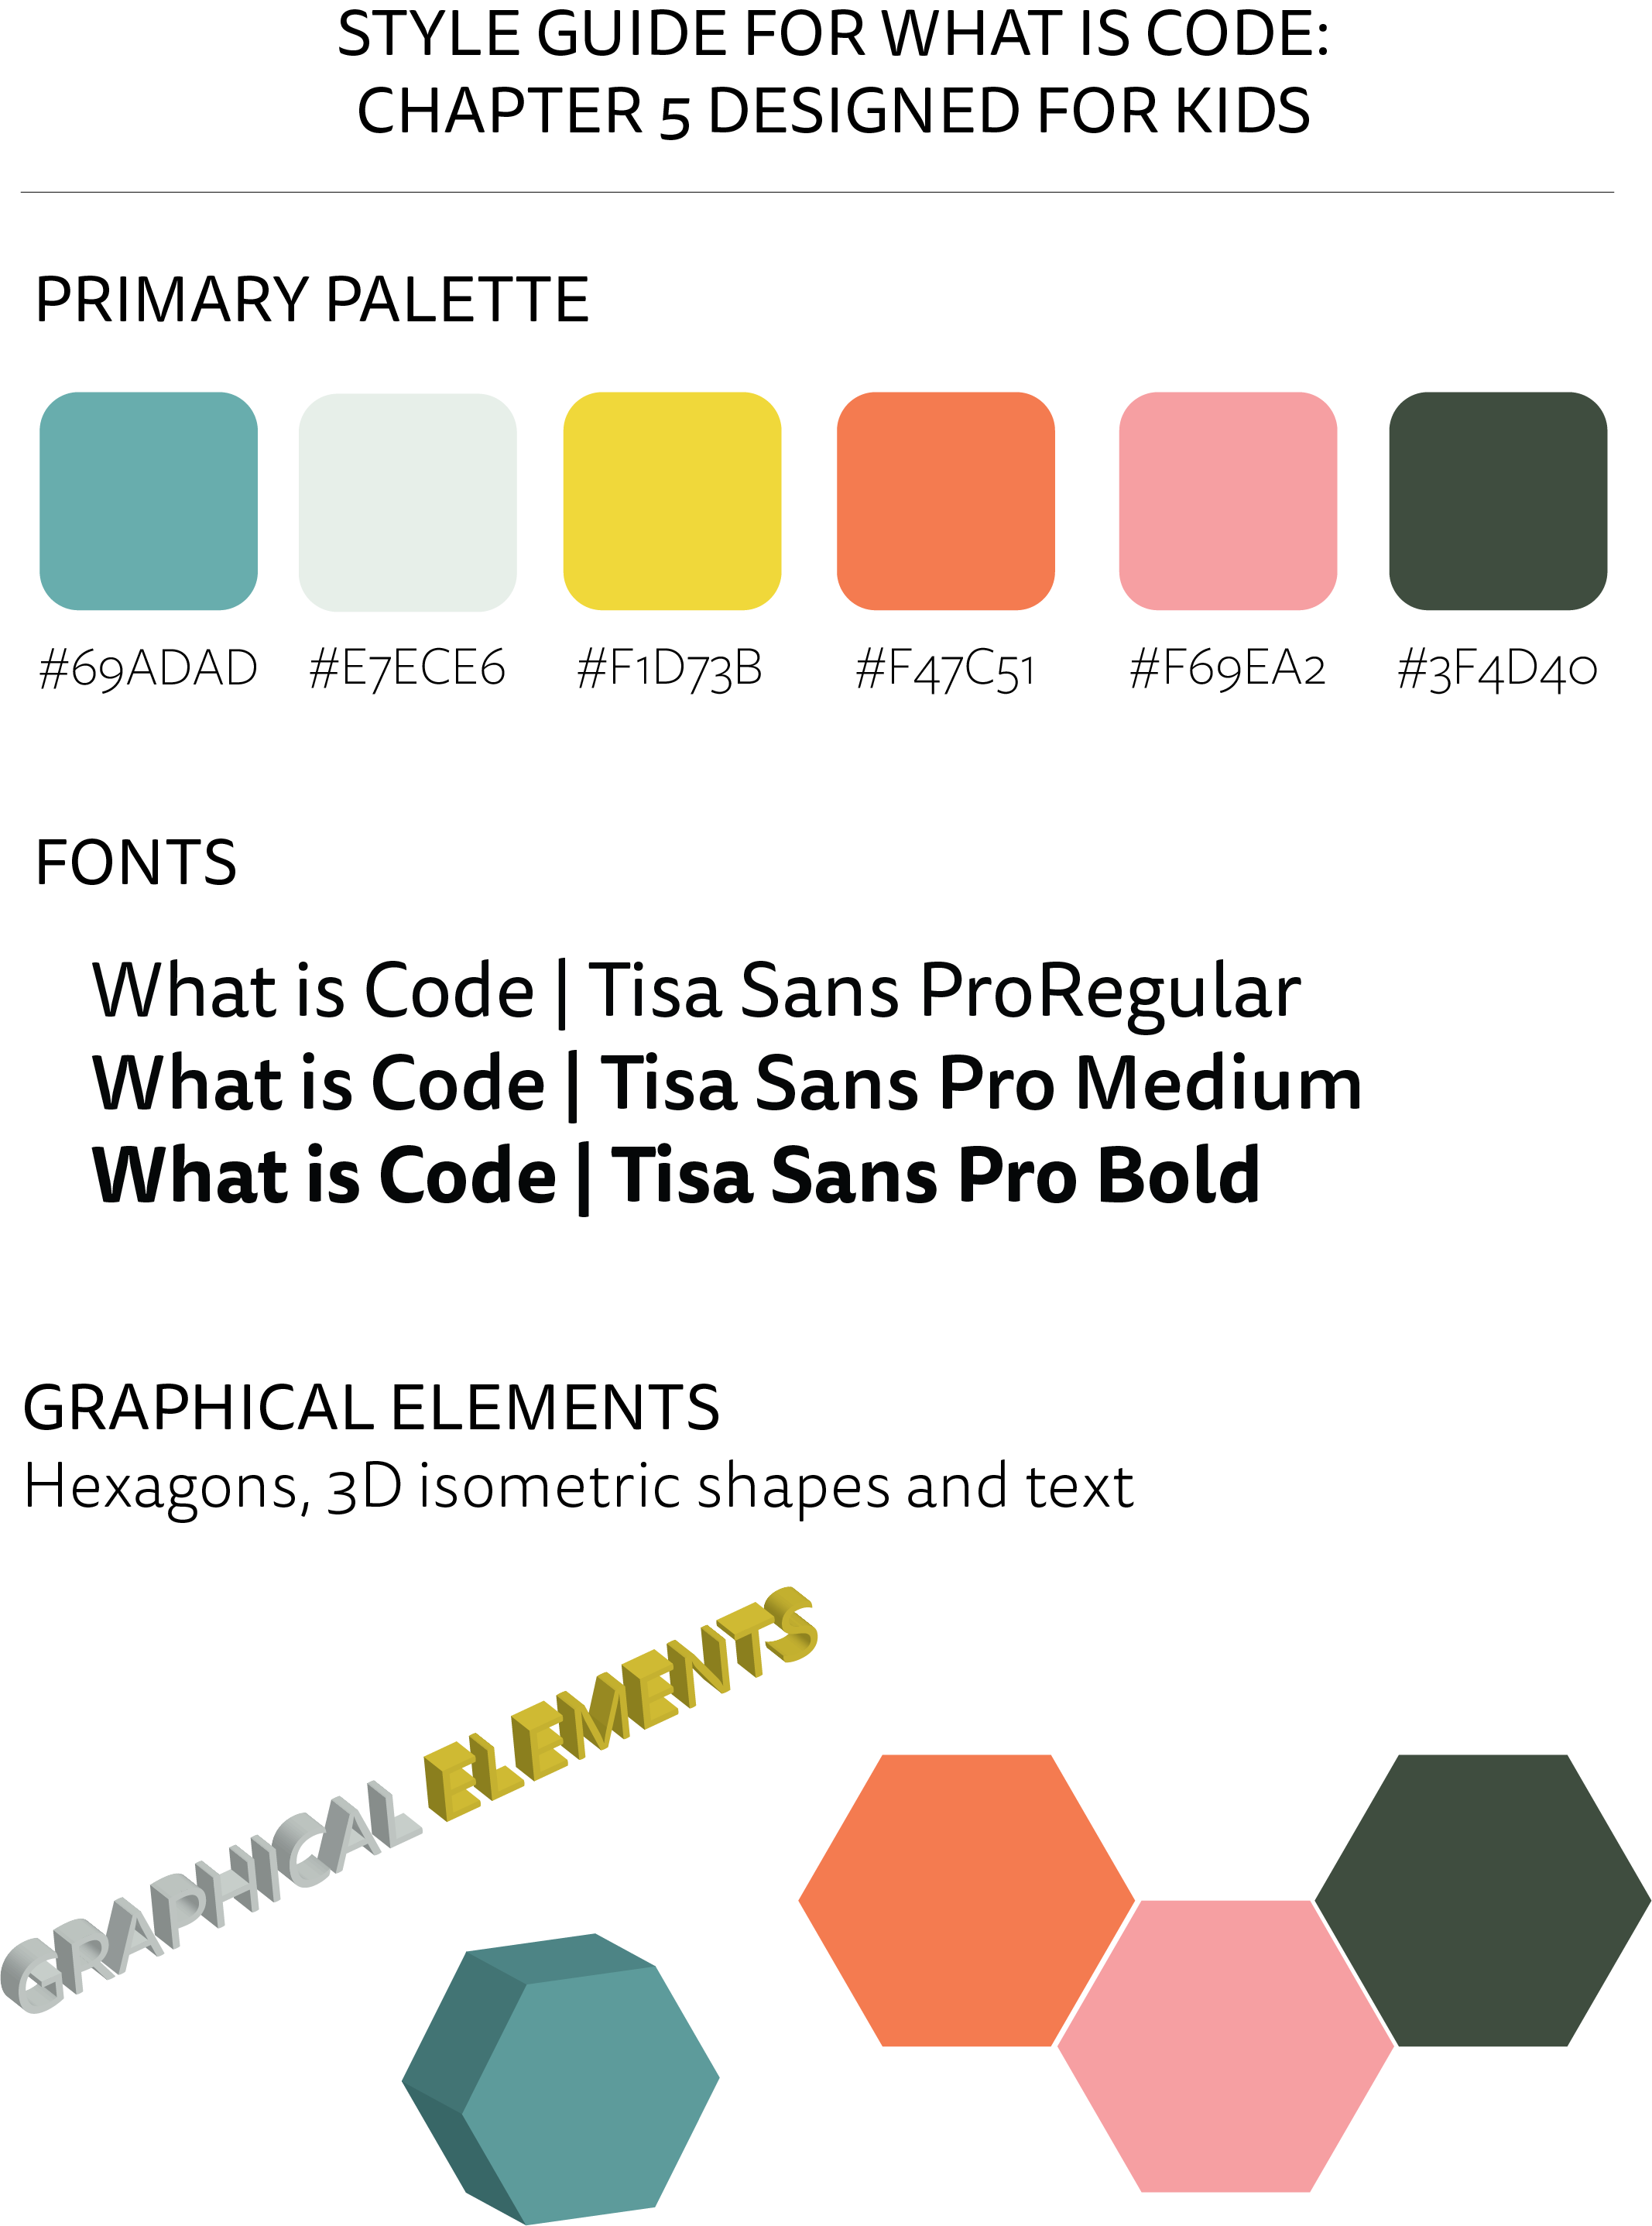 STYLE GUIDE FOR WHAT IS CODE:
CHAPTER 5 DESIGNED FOR KIDS
PRIMARY PALETTE
#69ADAD #E7ECE6 #F1D73B #F47C51 #F69EA2 #3F4D40
FONTS
What is Code | Tisa Sans ProRegular
What is Code | Tisa Sans Pro Medium
What is Code | Tisa Sans Pro Bold
GRAPHICAL ELEMENTS
Hexagons, 3D isometric shapes and text
GRAPHICAL ELEMENTS